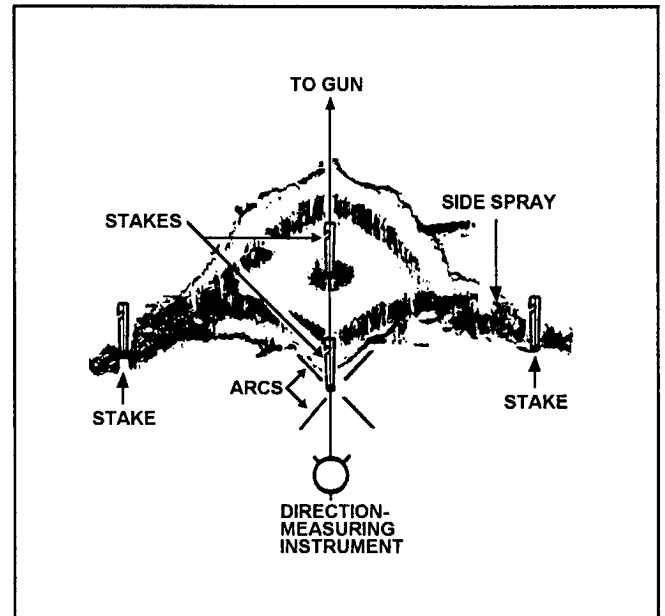 TO GUN
STAKES
SIDE SPRAY
ARCS
STAKE
STAKE
DIRECTION-
MEASURING
INSTRUMENT